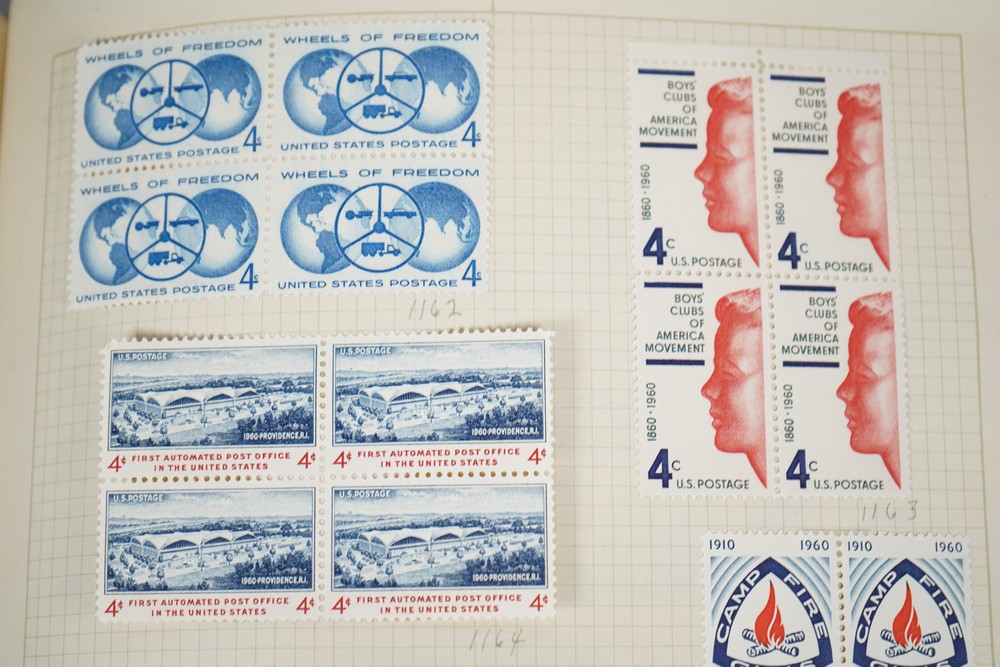 WHEELS OF FREEDOM
4c
UNITED STATES POSTAGE
WHEELS OF FREEDOM
4c
UNITED STATES POSTAGE
WHEELS OF FREEDOM
4c
UNITED STATES POSTAGE
WHEELS OF FREEDOM
4c
UNITED STATES POSTAGE
1162
BOYS'
CLUBS
OF
AMERICA
MOVEMENT
1860 · 1960
4c
U.S. POSTAGE
BOYS'
CLUBS
OF
AMERICA
MOVEMENT
1860 · 1960
4c
U.S. POSTAGE
BOYS'
CLUBS
OF
AMERICA
MOVEMENT
1860 · 1960
4c
U.S. POSTAGE
BOYS'
CLUBS
OF
AMERICA
MOVEMENT
1860 · 1960
4c
U.S. POSTAGE
1163
U.S. POSTAGE
1960·PROVIDENCE, R.I.
4¢ FIRST AUTOMATED POST OFFICE 4¢
IN THE UNITED STATES
U.S. POSTAGE
1960·PROVIDENCE, R.I.
4¢ FIRST AUTOMATED POST OFFICE 4¢
IN THE UNITED STATES
U.S. POSTAGE
1960·PROVIDENCE, R.I.
4¢ FIRST AUTOMATED POST OFFICE 4¢
IN THE UNITED STATES
U.S. POSTAGE
1960·PROVIDENCE, R.I.
4¢ FIRST AUTOMATED POST OFFICE 4¢
IN THE UNITED STATES
1164
1910 1960
CAMP FIRE
1910 1960
CAMP FIRE